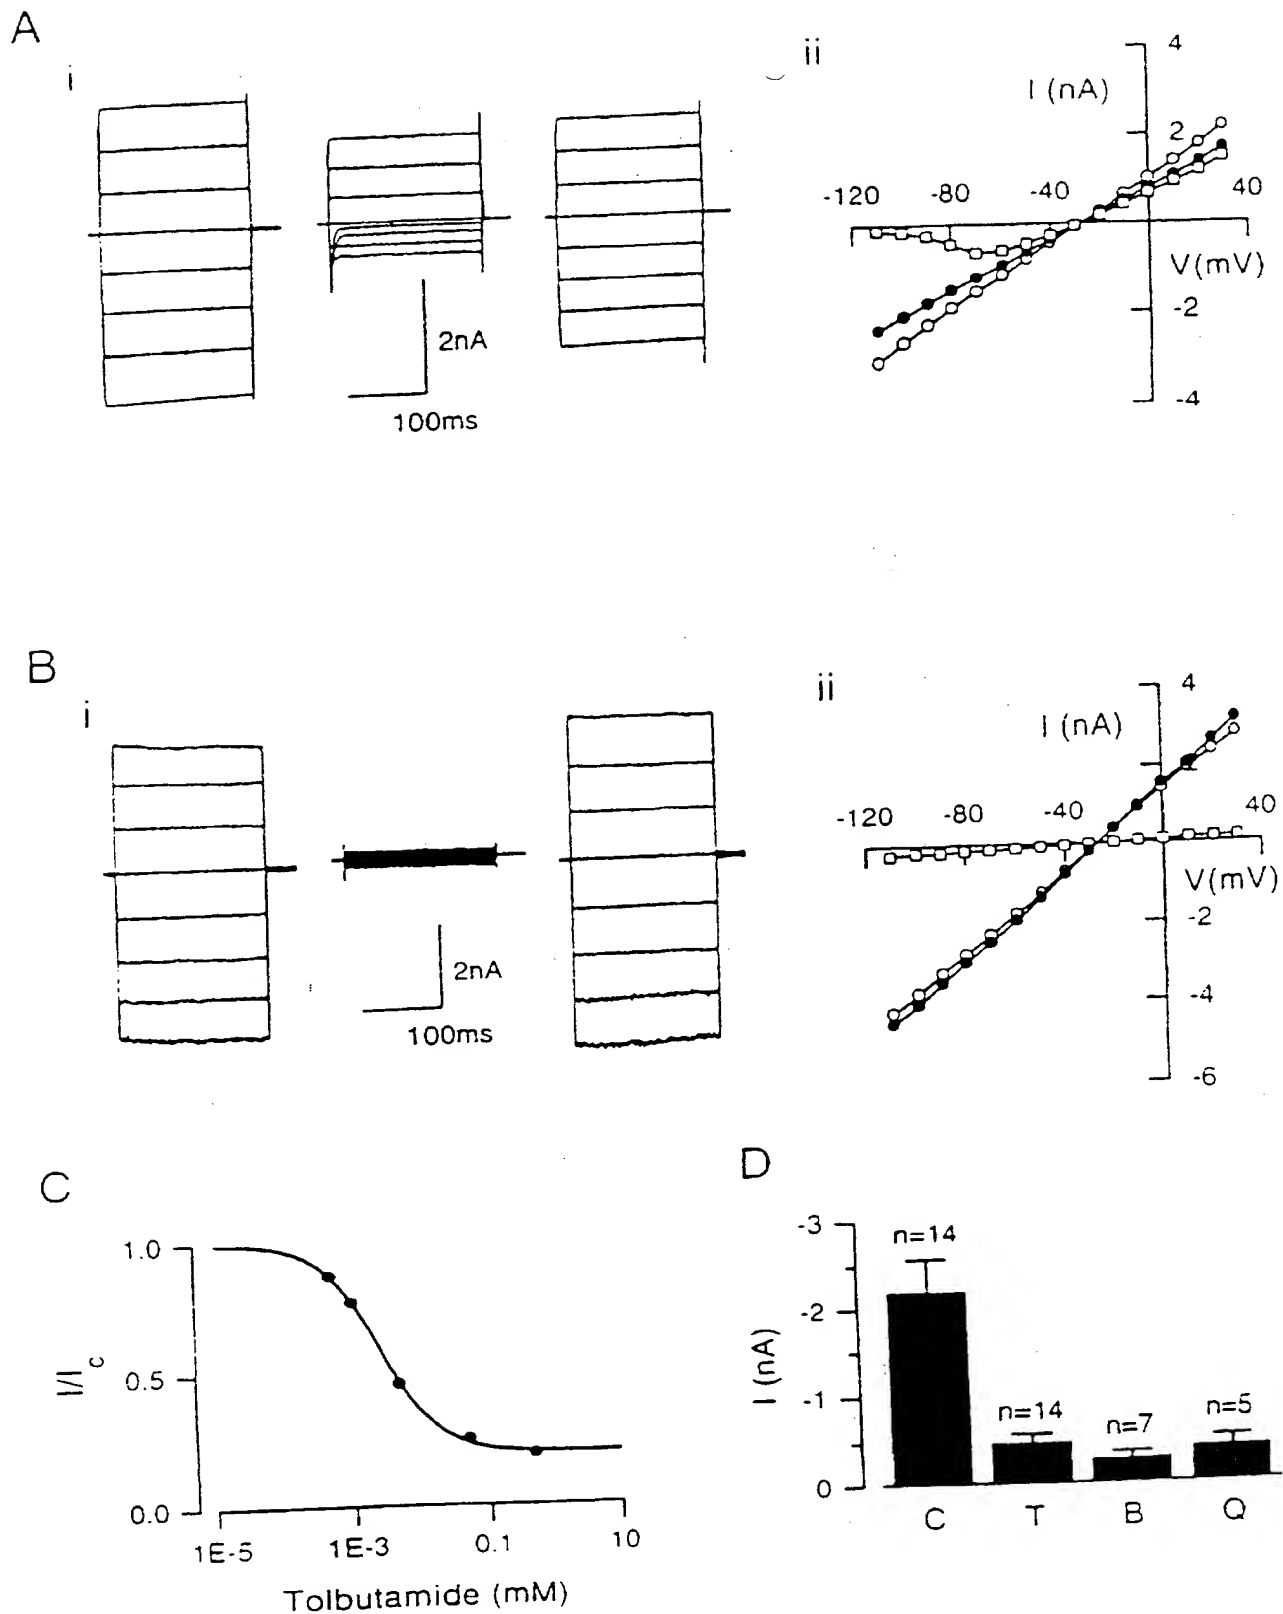 A
i
2nA
100ms
ii
4
I (nA)
2
-120 -80 -40 40
V(mV)
-2
-4
B
i
2nA
100ms
ii
4
I (nA)
-120 -80 -40 40
V(mV)
-2
-4
-6
C
1.0
I/Ic
0.5
0.0
1E-5 1E-3 0.1 10
Tolbutamide (mM)
D
-3
n=14
-2
I (nA)
-1
n=14 n=7 n=5
0
C T B Q